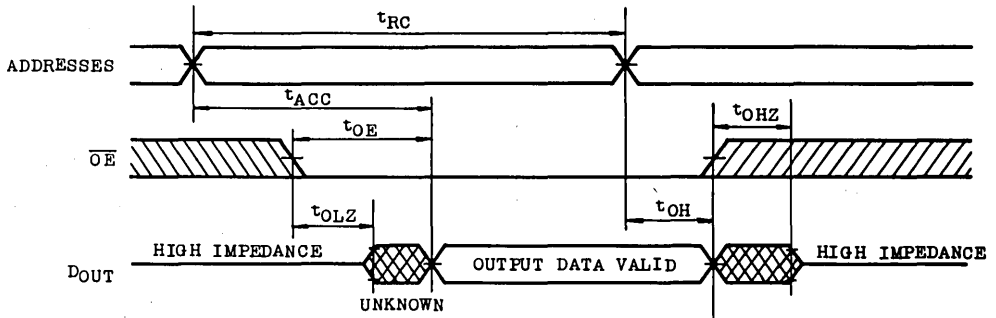 tRC
ADDRESSES
tACC
tOE
tOHZ
OE
tOLZ
tOH
HIGH IMPEDANCE
OUTPUT DATA VALID
HIGH IMPEDANCE
DOUT
UNKNOWN